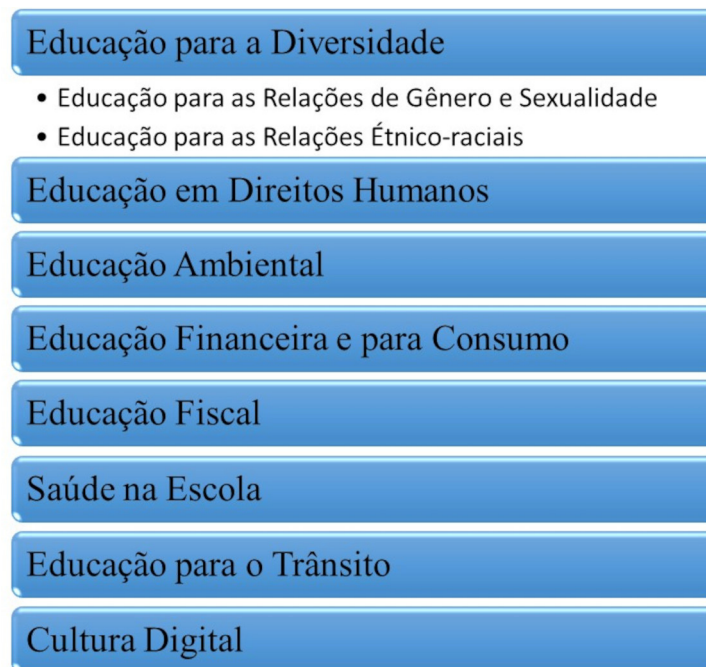 Educação para a Diversidade
• Educação para as Relações de Gênero e Sexualidade
• Educação para as Relações Étnico-raciais
Educação em Direitos Humanos
Educação Ambiental
Educação Financeira e para Consumo
Educação Fiscal
Saúde na Escola
Educação para o Trânsito
Cultura Digital